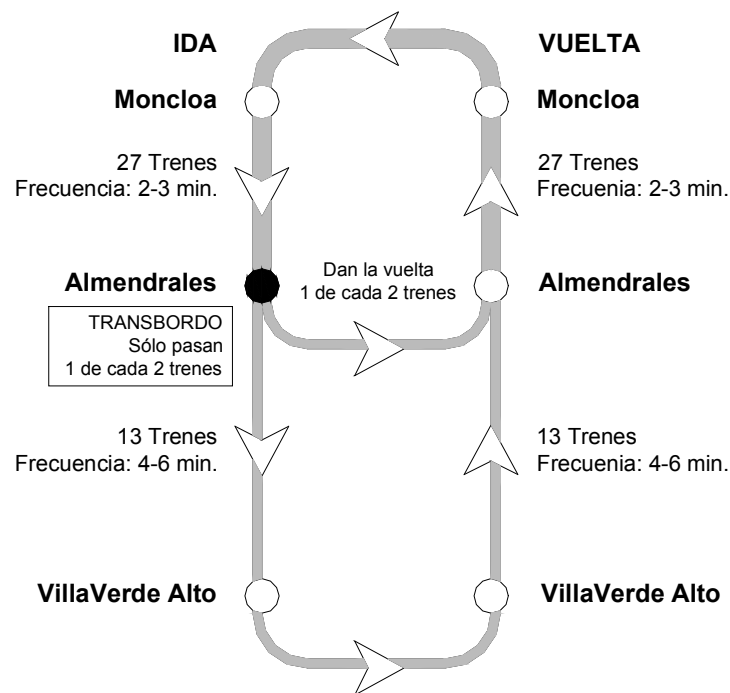 IDA
VUELTA
Moncloa
Moncloa
27 Trenes
Frecuencia: 2-3 min.
27 Trenes
Frecuenia: 2-3 min.
Almendrales
Dan la vuelta
1 de cada 2 trenes
Almendrales
TRANSBORDO
Sólo pasan
1 de cada 2 trenes
13 Trenes
Frecuencia: 4-6 min.
13 Trenes
Frecuenia: 4-6 min.
VillaVerde Alto
VillaVerde Alto